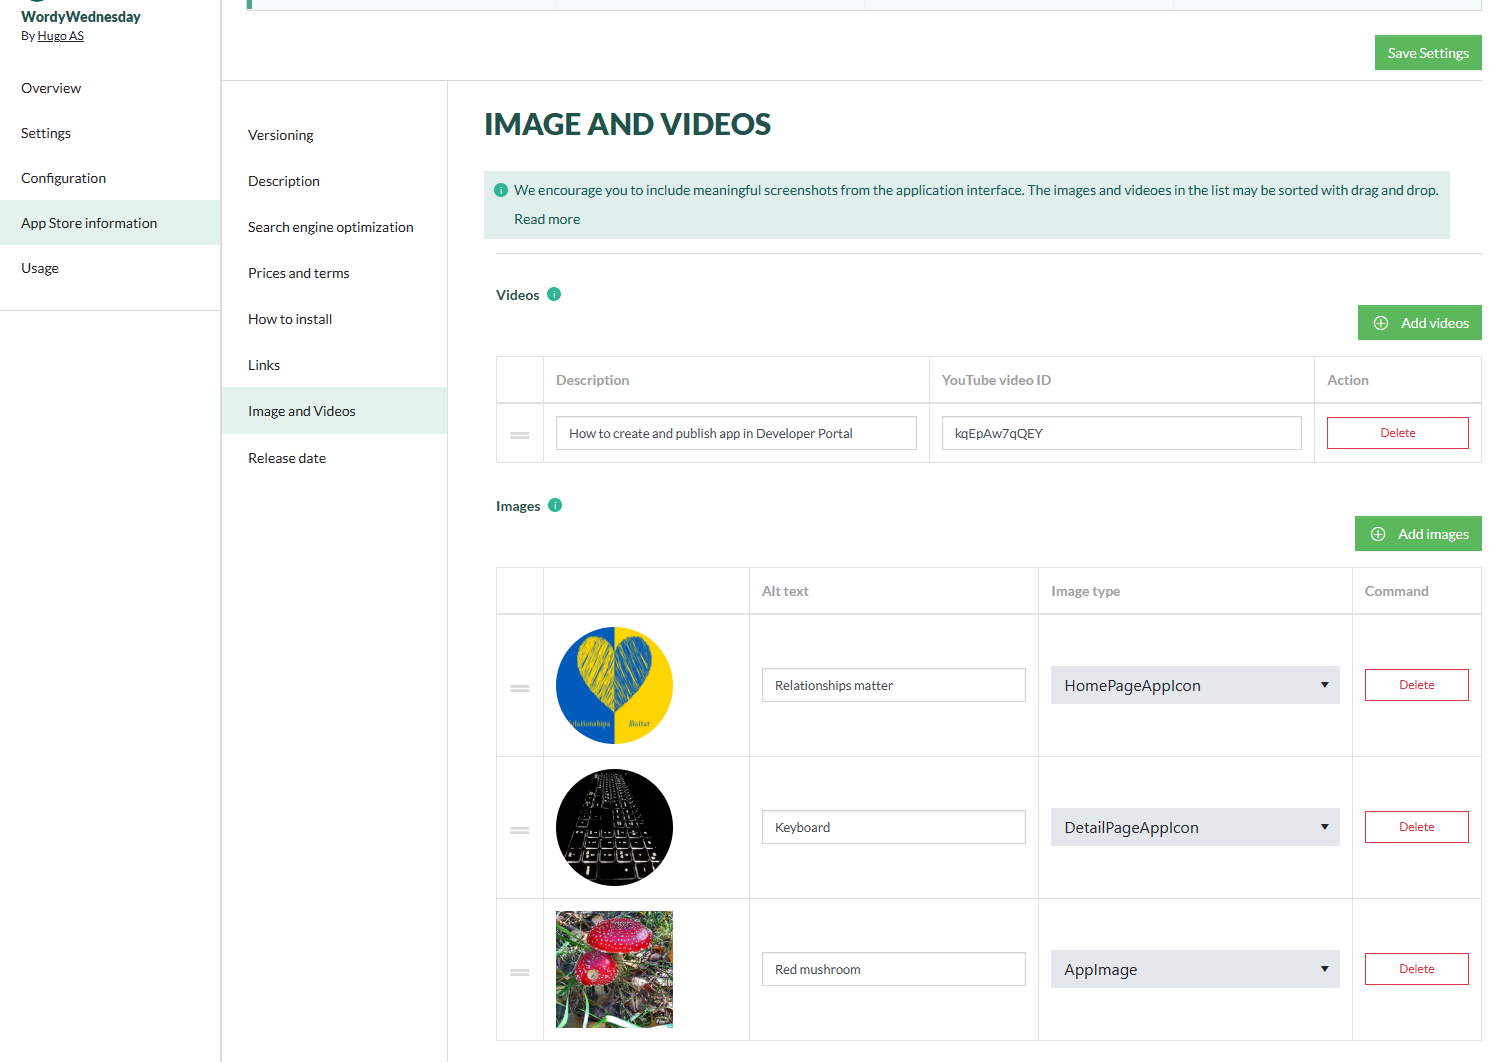 WordyWednesday
By Hugo AS
Overview
Settings
Configuration
App Store information
Usage
Save Settings
Versioning
Description
Search engine optimization
Prices and terms
How to install
Links
Image and Videos
Release date
IMAGE AND VIDEOS
We encourage you to include meaningful screenshots from the application interface. The images and videoes in the list may be sorted with drag and drop.
Read more
Videos
Add videos
Description YouTube video ID Action
How to create and publish app in Developer Portal kqEpAw7qQEY Delete
Images
Add images
Alt text Image type Command
Matter
Relationships matter HomePageAppIcon Delete
Keyboard DetailPageAppIcon Delete
Red mushroom AppImage Delete